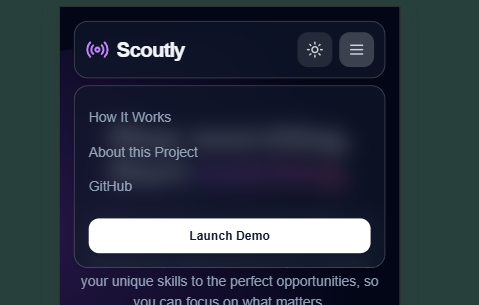 Scoutly
How It Works
About this Project
GitHub
Launch Demo
your unique skills to the perfect opportunities, so
you can focus on what matters